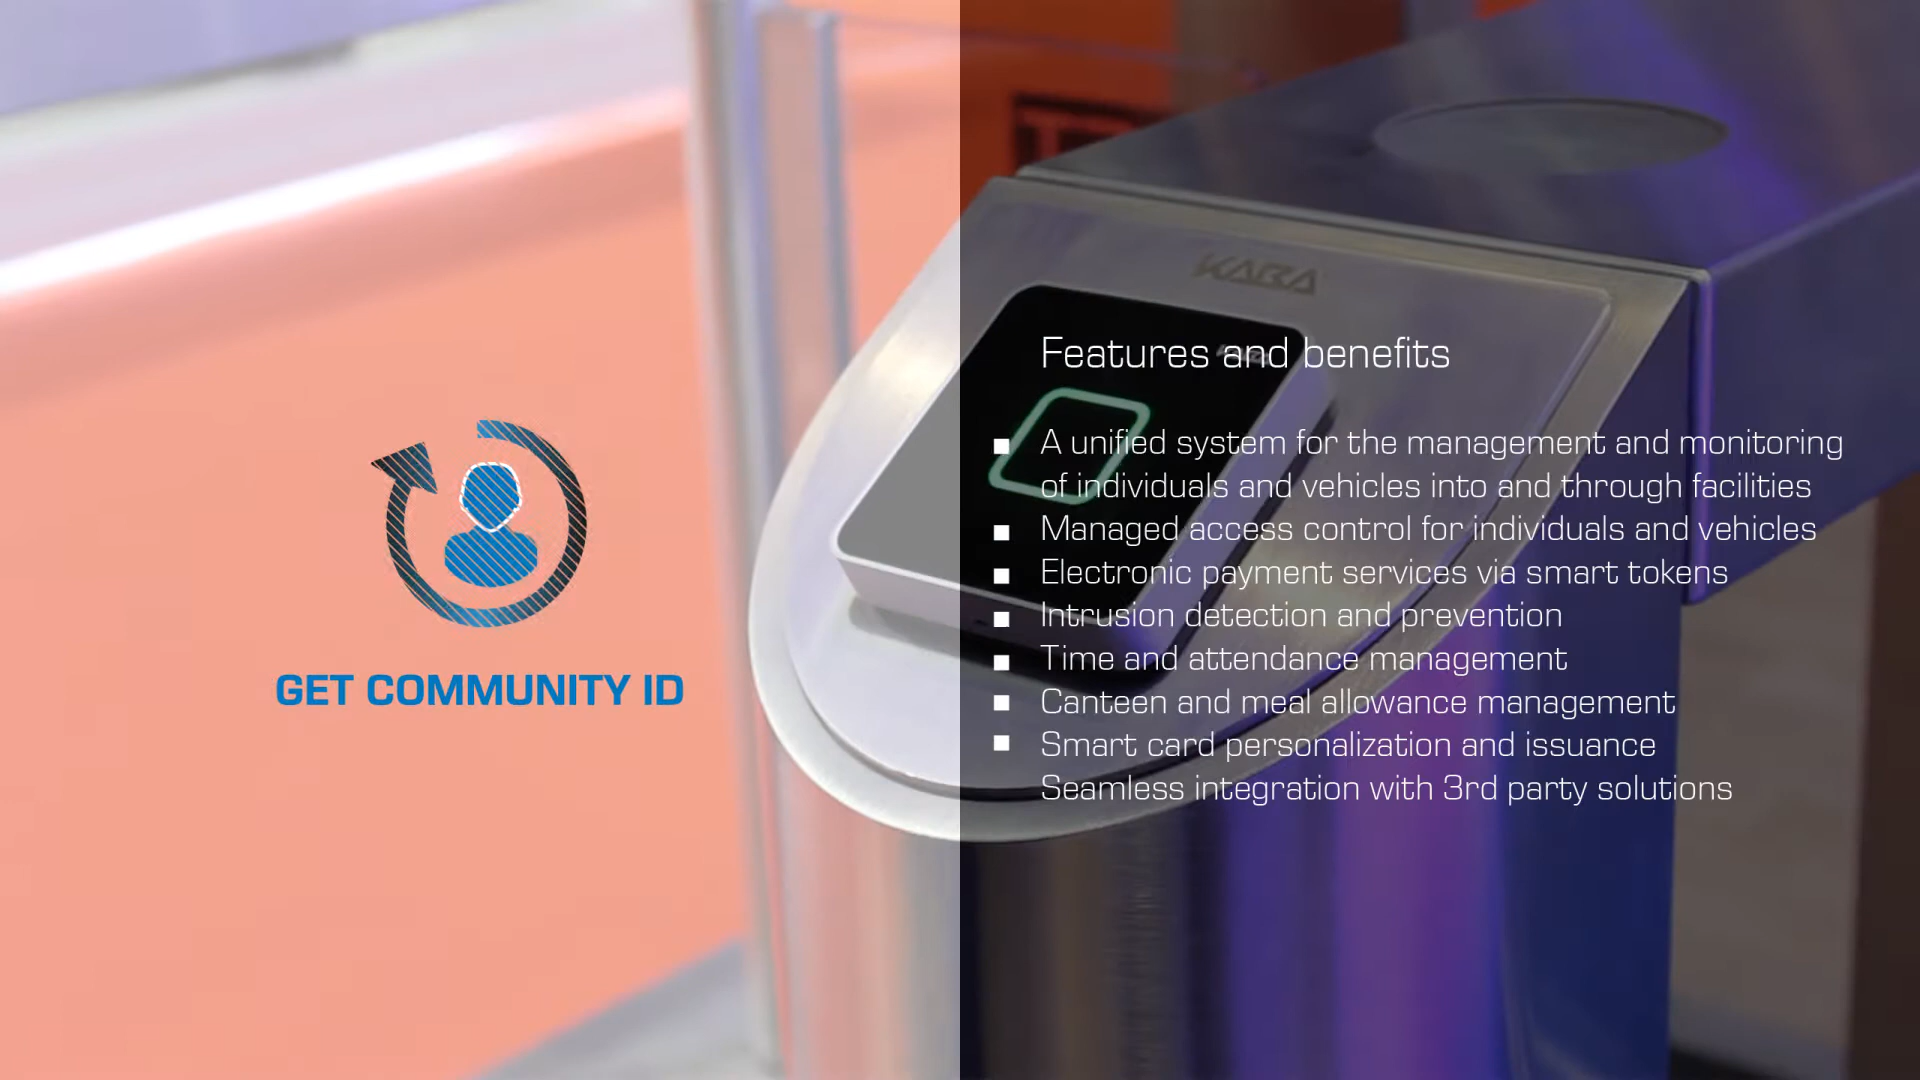 KABA
Features and benefits
■ A unified system for the management and monitoring
of individuals and vehicles into and through facilities
■ Managed access control for individuals and vehicles
■ Electronic payment services via smart tokens
■ Intrusion detection and prevention
■ Time and attendance management
■ Canteen and meal allowance management
■ Smart card personalization and issuance
Seamless integration with 3rd party solutions
GET COMMUNITY ID